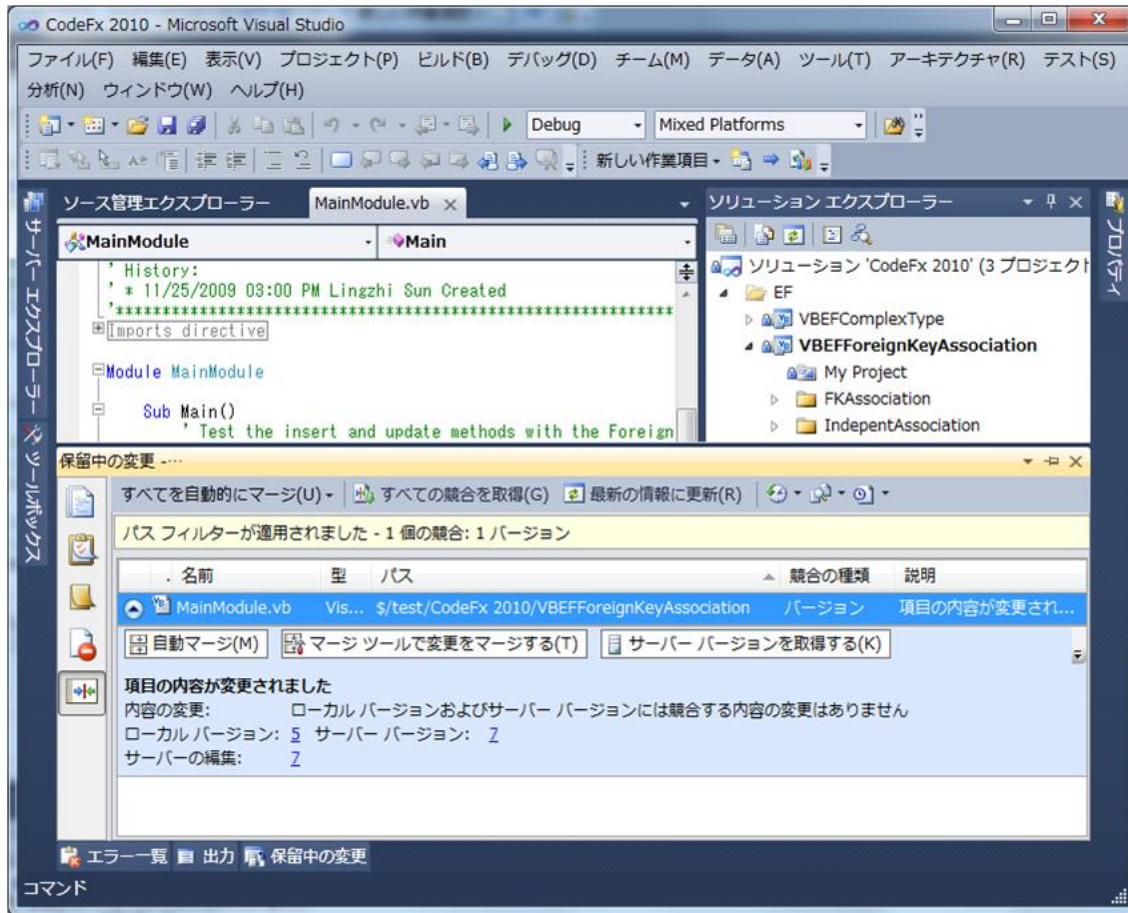 CodeFx 2010 - Microsoft Visual Studio
ファイル(F) 編集(E) 表示(V) プロジェクト(P) ビルド(B) デバッグ(D) チーム(M) データ(A) ツール(T) アーキテクチャ(R) テスト(S)
分析(N) ウィンドウ(W) ヘルプ(H)
Debug Mixed Platforms
新しい作業項目
サーバー エクスプローラー
ツールボックス
ソース管理エクスプローラー MainModule.vb
MainModule Main
' History:
' * 11/25/2009 03:00 PM Lingzhi Sun Created
'*************************************************************
Imports directive
Module MainModule
Sub Main()
' Test the insert and update methods with the Foreign
ソリューション エクスプローラー
ソリューション 'CodeFx 2010' (3 プロジェクト
EF
VBEFComplexType
VBEFForeignKeyAssociation
My Project
FKAssociation
IndepentAssociation
プロパティ
保留中の変更 -...
すべてを自動的にマージ(U) すべての競合を取得(G) 最新の情報に更新(R)
パス フィルターが適用されました - 1 個の競合: 1 バージョン
. 名前 型 パス 競合の種類 説明
MainModule.vb Vis... $/test/CodeFx 2010/VBEFForeignKeyAssociation バージョン 項目の内容が変更され...
自動マージ(M) マージ ツールで変更をマージする(T) サーバー バージョンを取得する(K)
項目の内容が変更されました
内容の変更: ローカル バージョンおよびサーバー バージョンには競合する内容の変更はありません
ローカル バージョン: 5 サーバー バージョン: 7
サーバーの編集: 7
エラー一覧 出力 保留中の変更
コマンド